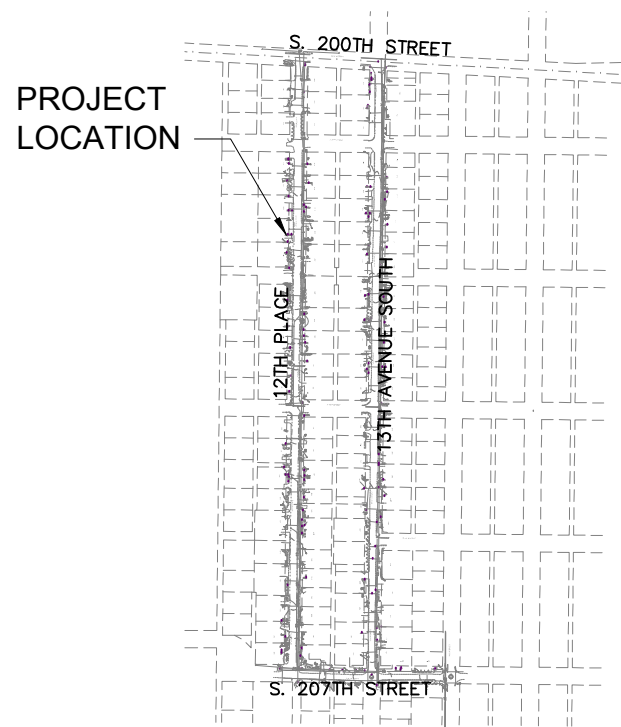 S. 200TH STREET
PROJECT
LOCATION
12TH PLACE
13TH AVENUE SOUTH
S. 207TH STREET